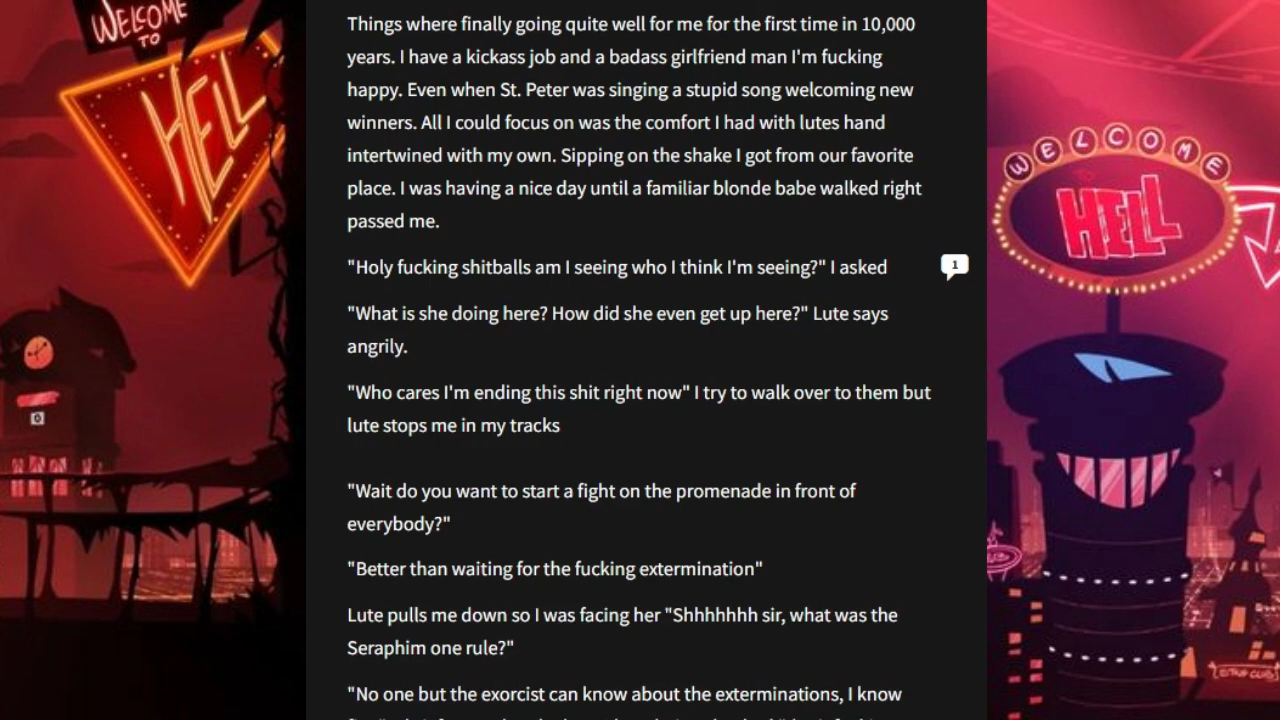 WELCOME
TO
HELL
Things where finally going quite well for me for the first time in 10,000
years. I have a kickass job and a badass girlfriend man I'm fucking
happy. Even when St. Peter was singing a stupid song welcoming new
winners. All I could focus on was the comfort I had with lutes hand
intertwined with my own. Sipping on the shake I got from our favorite
place. I was having a nice day until a familiar blonde babe walked right
passed me.
"Holy fucking shitballs am I seeing who I think I'm seeing?" I asked
1
"What is she doing here? How did she even get up here?" Lute says
angrily.
"Who cares I'm ending this shit right now" I try to walk over to them but
lute stops me in my tracks
"Wait do you want to start a fight on the promenade in front of
everybody?"
"Better than waiting for the fucking extermination"
Lute pulls me down so I was facing her "Shhhhhhh sir, what was the
Seraphim one rule?"
"No one but the exorcist can know about the exterminations, I know
WELCOME
TO
HELL